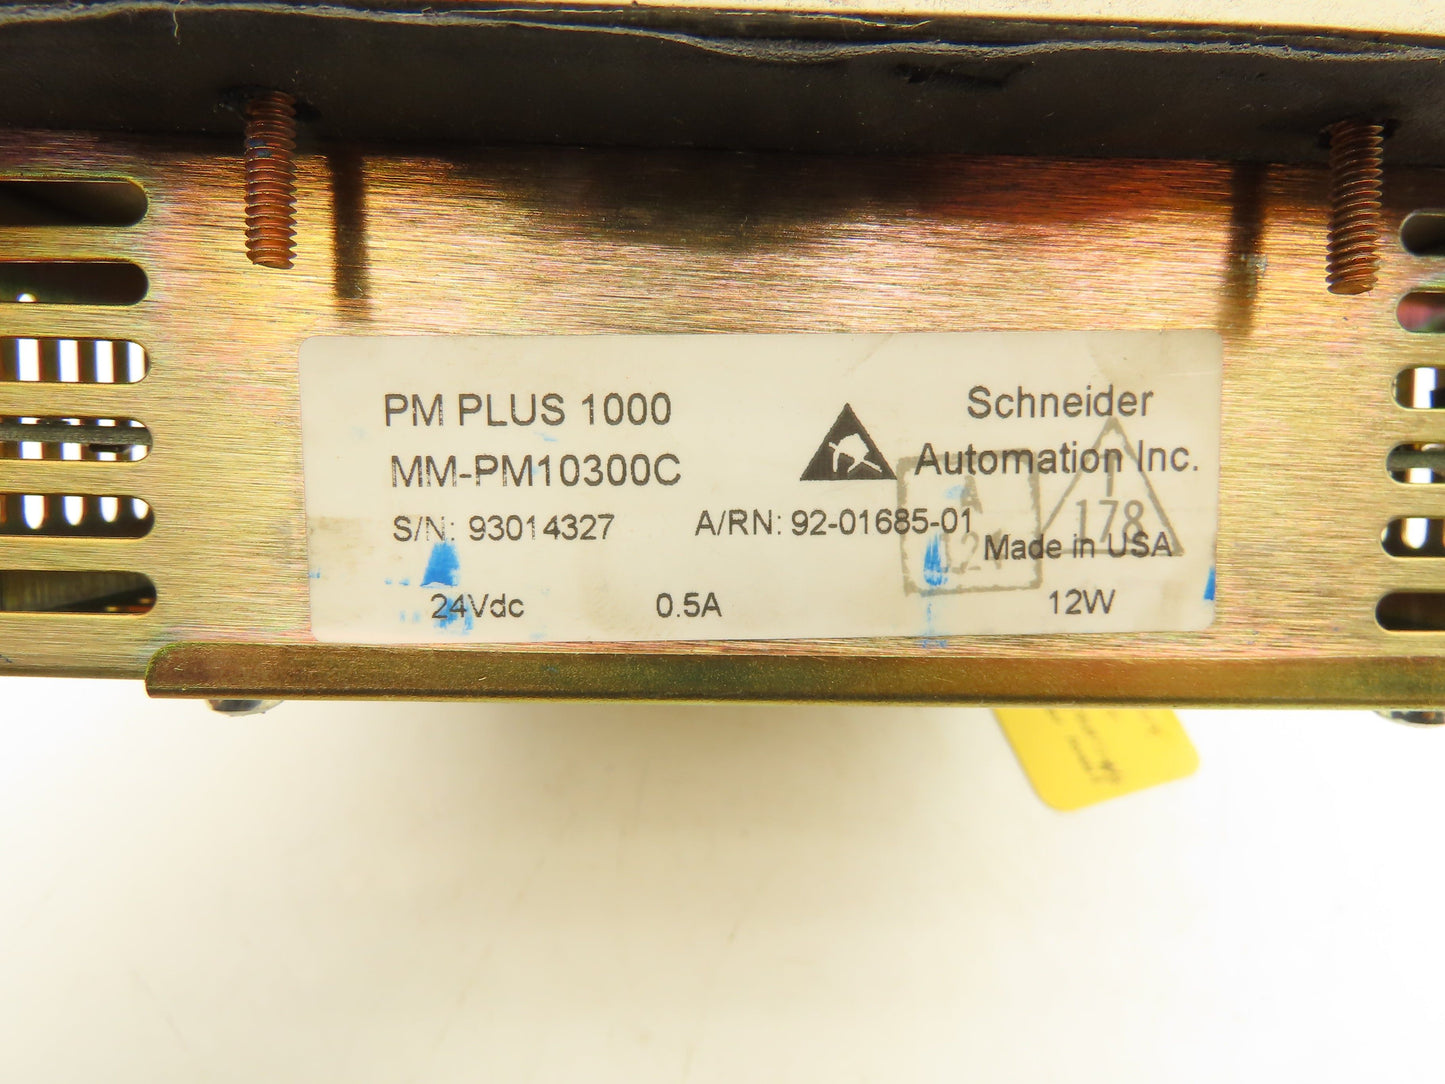 PM PLUS 1000
MM-PM10300C
Schneider
Automation Inc.
S/N: 93014327 A/RN: 92-01685-01
Made in USA
24Vdc 0.5A 12W
T
178